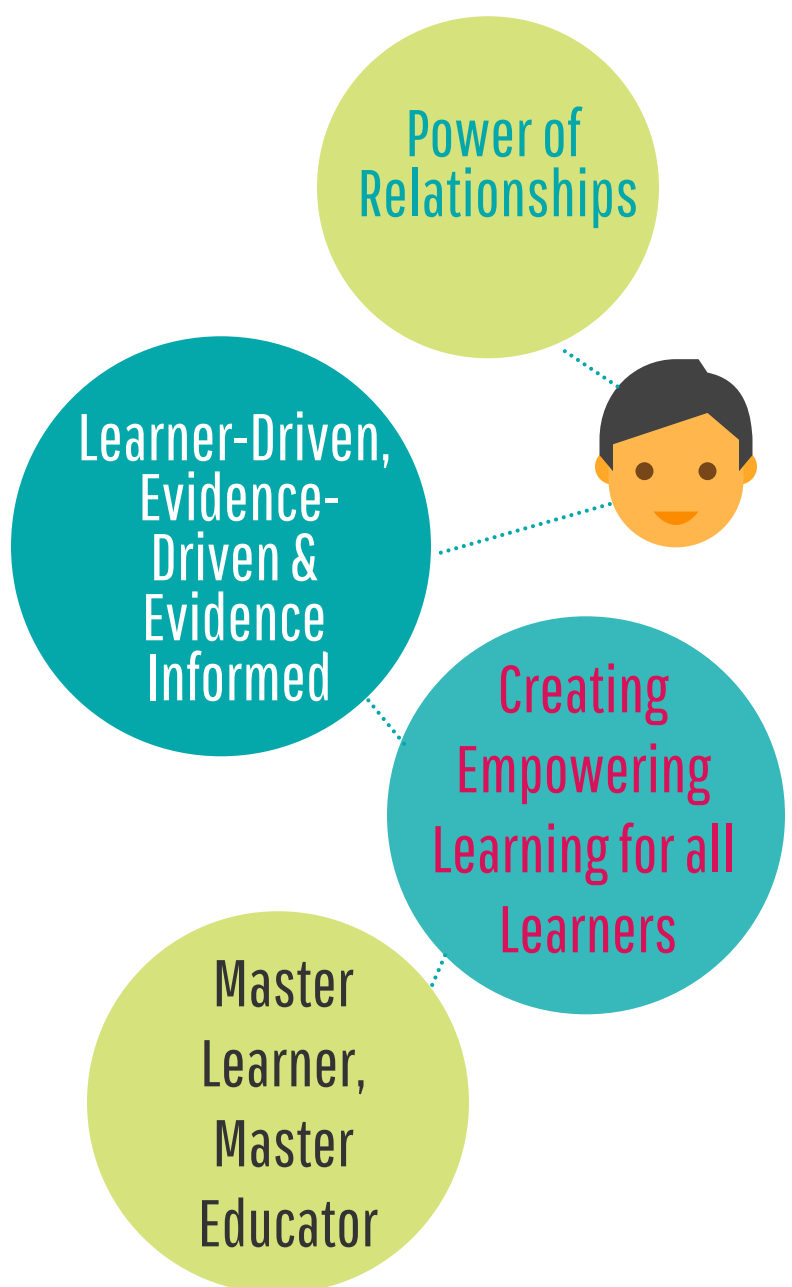 Power of
Relationships
Learner-Driven,
Evidence-
Driven &
Evidence
Informed
Creating
Empowering
Learning for all
Learners
Master
Learner,
Master
Educator